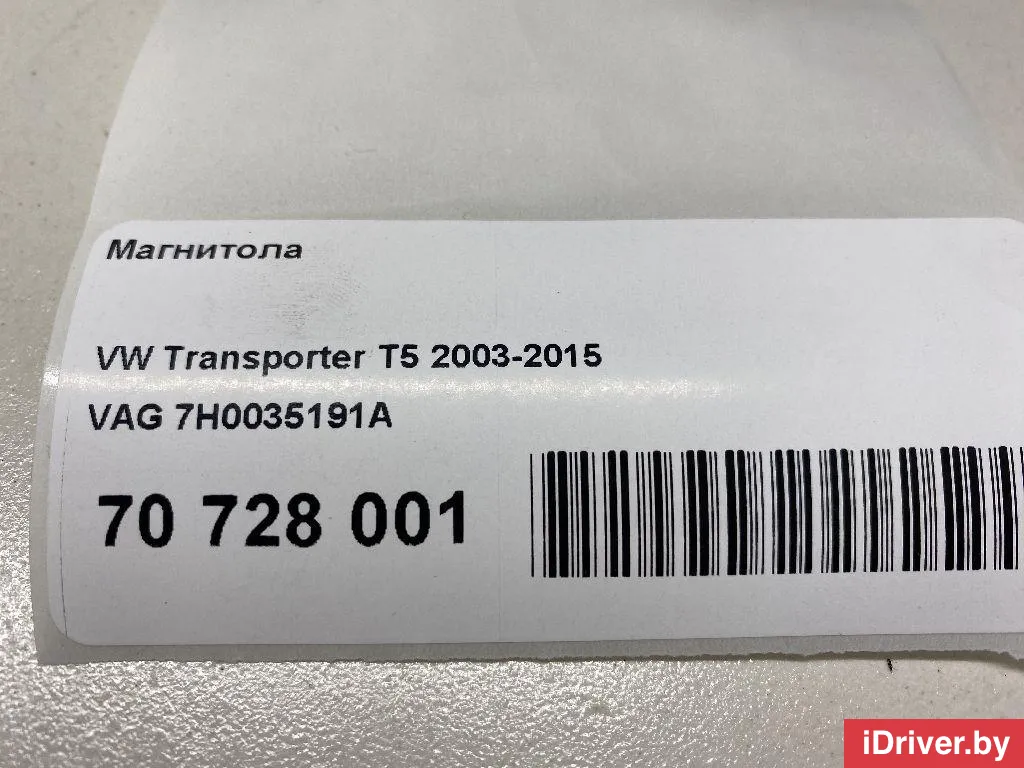 Магнитола
VW Transporter T5 2003-2015
VAG 7H0035191A
70 728 001
iDriver.by